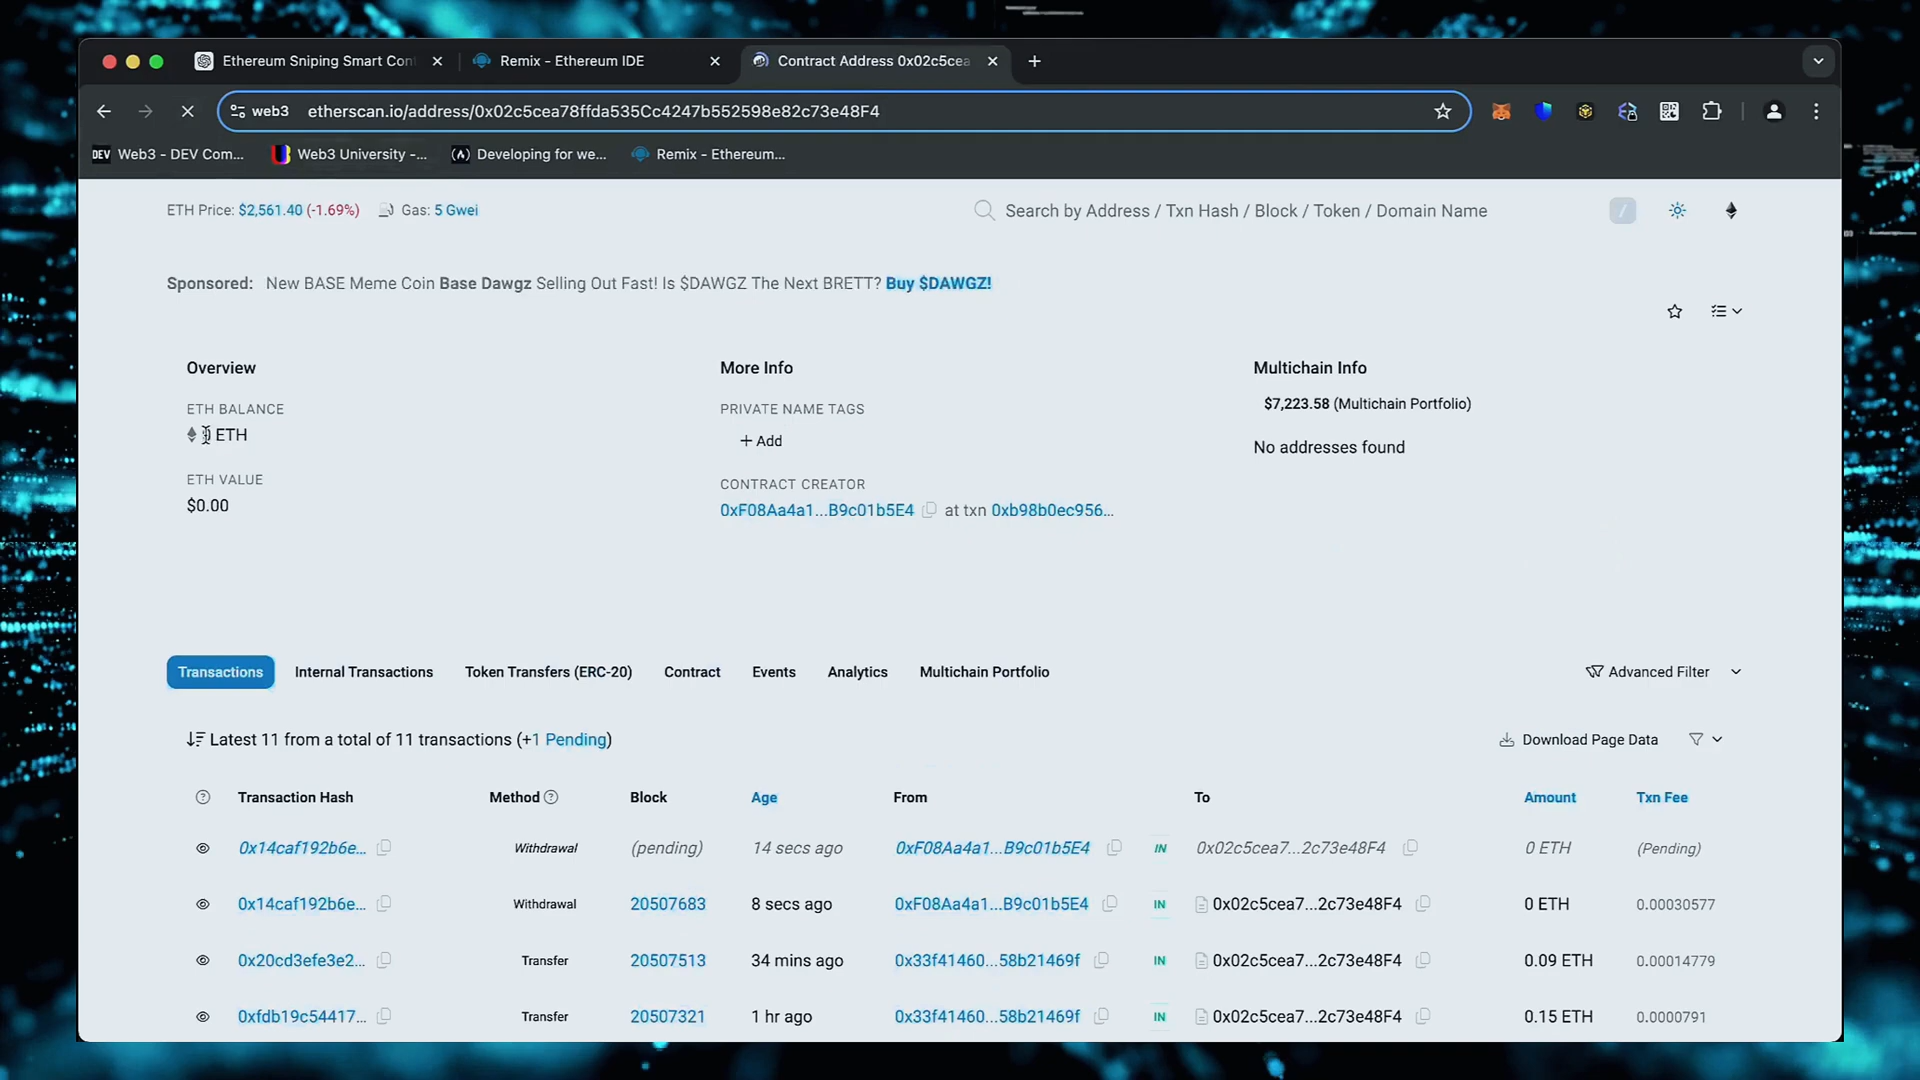 Ethereum Sniping Smart Con
Remix - Ethereum IDE
Contract Address 0x02c5cea
web3 etherscan.io/address/0x02c5cea78ffda535Cc4247b552598e82c73e48F4
DEV Web3 - DEV Com...
Web3 University -...
Developing for we...
Remix - Ethereum...
ETH Price: $2,561.40 (-1.69%) Gas: 5 Gwei
Search by Address / Txn Hash / Block / Token / Domain Name
/
Sponsored: New BASE Meme Coin Base Dawgz Selling Out Fast! Is $DAWGZ The Next BRETT? Buy $DAWGZ!
Overview
ETH BALANCE
ETH
ETH VALUE
$0.00
More Info
PRIVATE NAME TAGS
+ Add
CONTRACT CREATOR
0xF08Aa4a1...B9c01b5E4 at txn 0xb98b0ec956...
Multichain Info
$7,223.58 (Multichain Portfolio)
No addresses found
Transactions Internal Transactions Token Transfers (ERC-20) Contract Events Analytics Multichain Portfolio Advanced Filter
Latest 11 from a total of 11 transactions (+1 Pending) Download Page Data
Transaction Hash Method Block Age From To Amount Txn Fee
0x14caf192b6e... Withdrawal (pending) 14 secs ago 0xF08Aa4a1...B9c01b5E4 IN 0x02c5cea7...2c73e48F4 0 ETH (Pending)
0x14caf192b6e... Withdrawal 20507683 8 secs ago 0xF08Aa4a1...B9c01b5E4 IN 0x02c5cea7...2c73e48F4 0 ETH 0.00030577
0x20cd3efe3e2... Transfer 20507513 34 mins ago 0x33f41460...58b21469f IN 0x02c5cea7...2c73e48F4 0.09 ETH 0.00014779
0xfdb19c54417... Transfer 20507321 1 hr ago 0x33f41460...58b21469f IN 0x02c5cea7...2c73e48F4 0.15 ETH 0.0000791